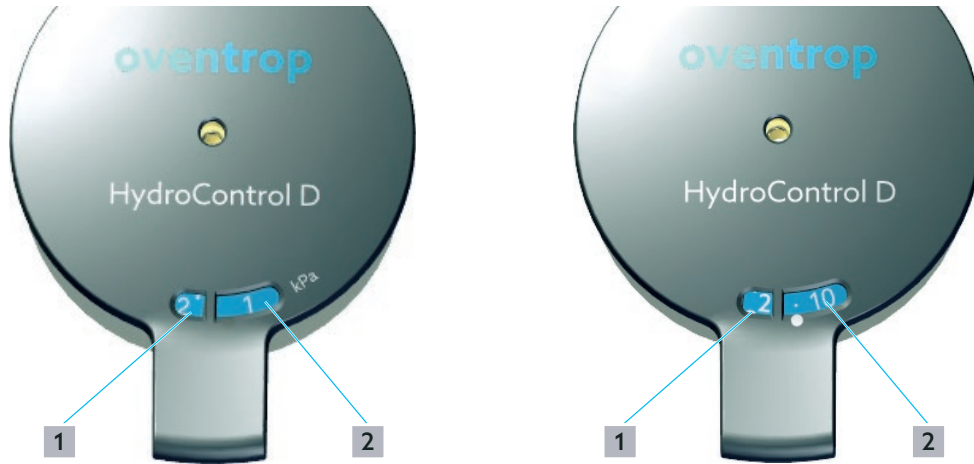 oventrop
HydroControl D
kPa
2 1
1 2
oventrop
HydroControl D
2 10
1 2